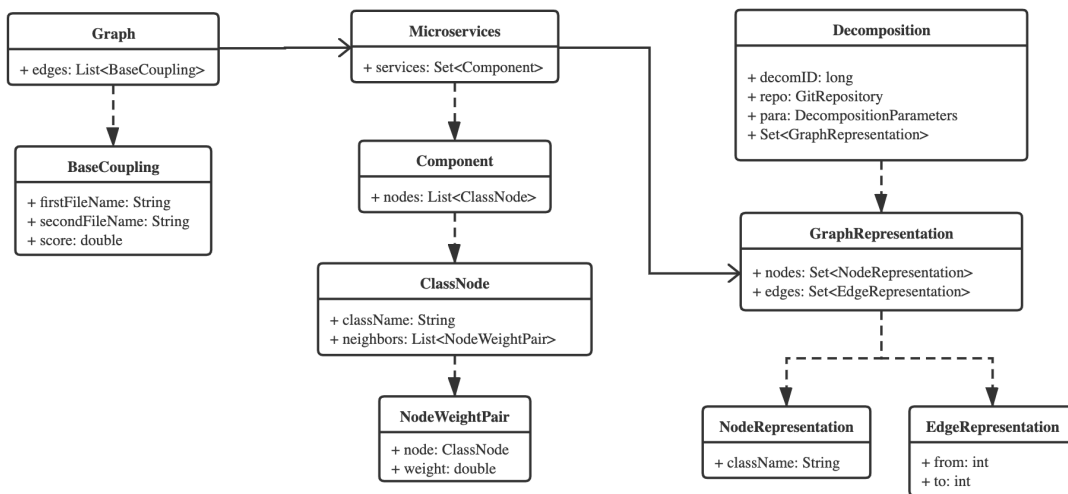 Graph
+ edges: List<BaseCoupling>
BaseCoupling
+ firstFileName: String
+ secondFileName: String
+ score: double
Microservices
+ services: Set<Component>
Component
+ nodes: List<ClassNode>
ClassNode
+ className: String
+ neighbors: List<NodeWeightPair>
NodeWeightPair
+ node: ClassNode
+ weight: double
Decomposition
+ decomID: long
+ repo: GitRepository
+ para: DecompositionParameters
+ Set<GraphRepresentation>
GraphRepresentation
+ nodes: Set<NodeRepresentation>
+ edges: Set<EdgeRepresentation>
NodeRepresentation
+ className: String
EdgeRepresentation
+ from: int
+ to: int